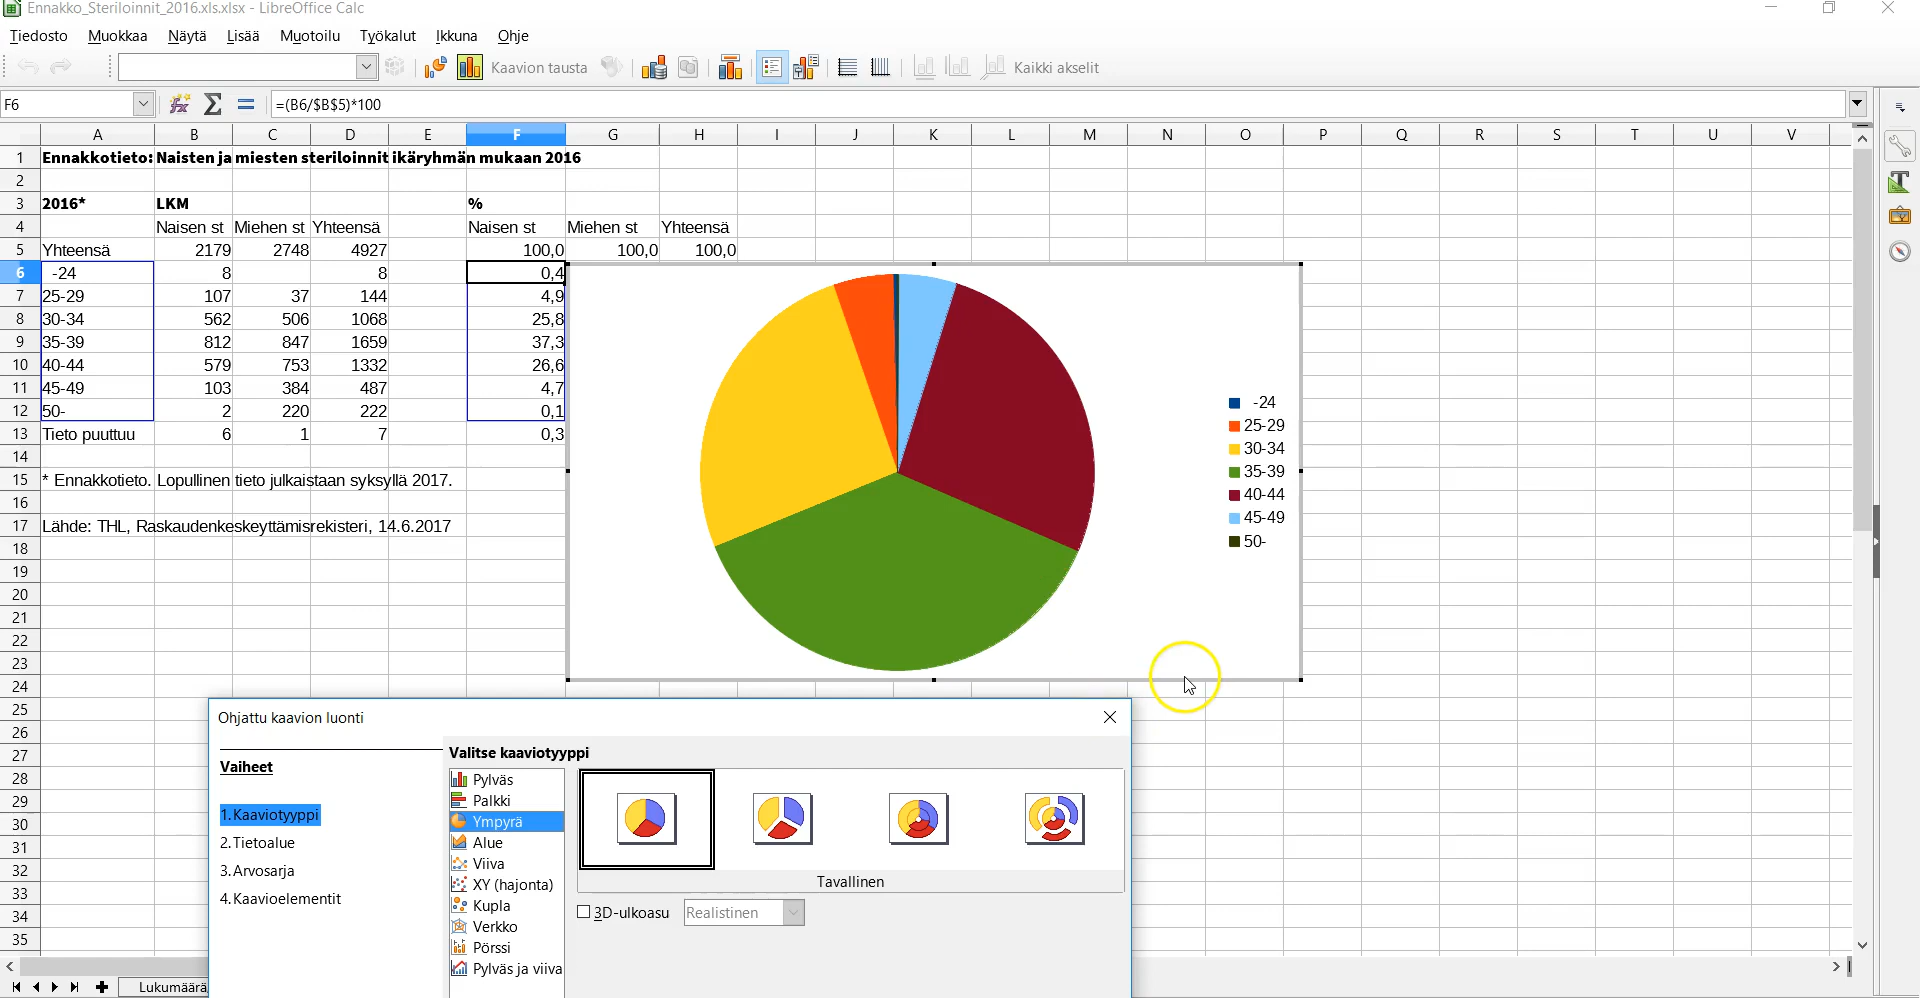 Ennakko_Steriloinnit_2016.xls.xlsx - LibreOffice Calc
Tiedosto Muokkaa Näytä Lisää Muotoilu Työkalut Ikkuna Ohje
Kaavion tausta Kaikki akselit
F6 =(B6/$B$5)*100
A B C D E F G H I J K L M N O P Q R S T U V
1 Ennakkotieto: Naisten ja miesten steriloinnit ikäryhmän mukaan 2016
2
3 2016* LKM %
4 Naisen st Miehen st Yhteensä Naisen st Miehen st Yhteensä
5 Yhteensä 2179 2748 4927 100,0 100,0 100,0
6 -24 8 8 0,4
7 25-29 107 37 144 4,9
8 30-34 562 506 1068 25,8
9 35-39 812 847 1659 37,3
10 40-44 579 753 1332 26,6
11 45-49 103 384 487 4,7
12 50- 2 220 222 0,1
13 Tieto puuttuu 6 1 7 0,3
14
15 * Ennakkotieto. Lopullinen tieto julkaistaan syksyllä 2017.
16
17 Lähde: THL, Raskaudenkeskeyttämisrekisteri, 14.6.2017
18
19
20
21
22
23
24
25
26
27
28
29
30
31
32
33
34
35
-24
25-29
30-34
35-39
40-44
45-49
50-
Ohjattu kaavion luonti
Vaiheet
1.Kaaviotyyppi
2.Tietoalue
3.Arvosarja
4.Kaavioelementit
Valitse kaaviotyyppi
Pylväs
Palkki
Ympyrä
Alue
Viiva
XY (hajonta)
Kupla
Verkko
Pörssi
Pylväs ja viiva
Tavallinen
3D-ulkoasu Realistinen
Lukumäärä